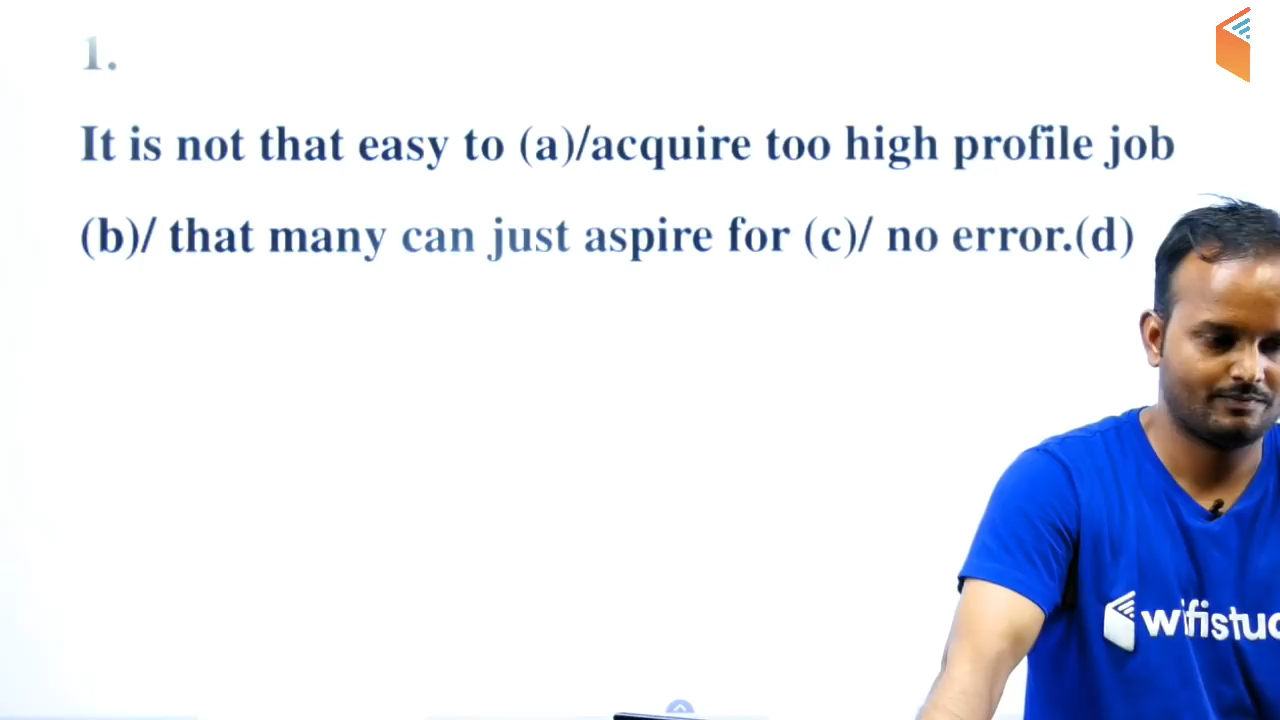 1.
It is not that easy to (a)/acquire too high profile job
(b)/ that many can just aspire for (c)/ no error.(d)
wifistud